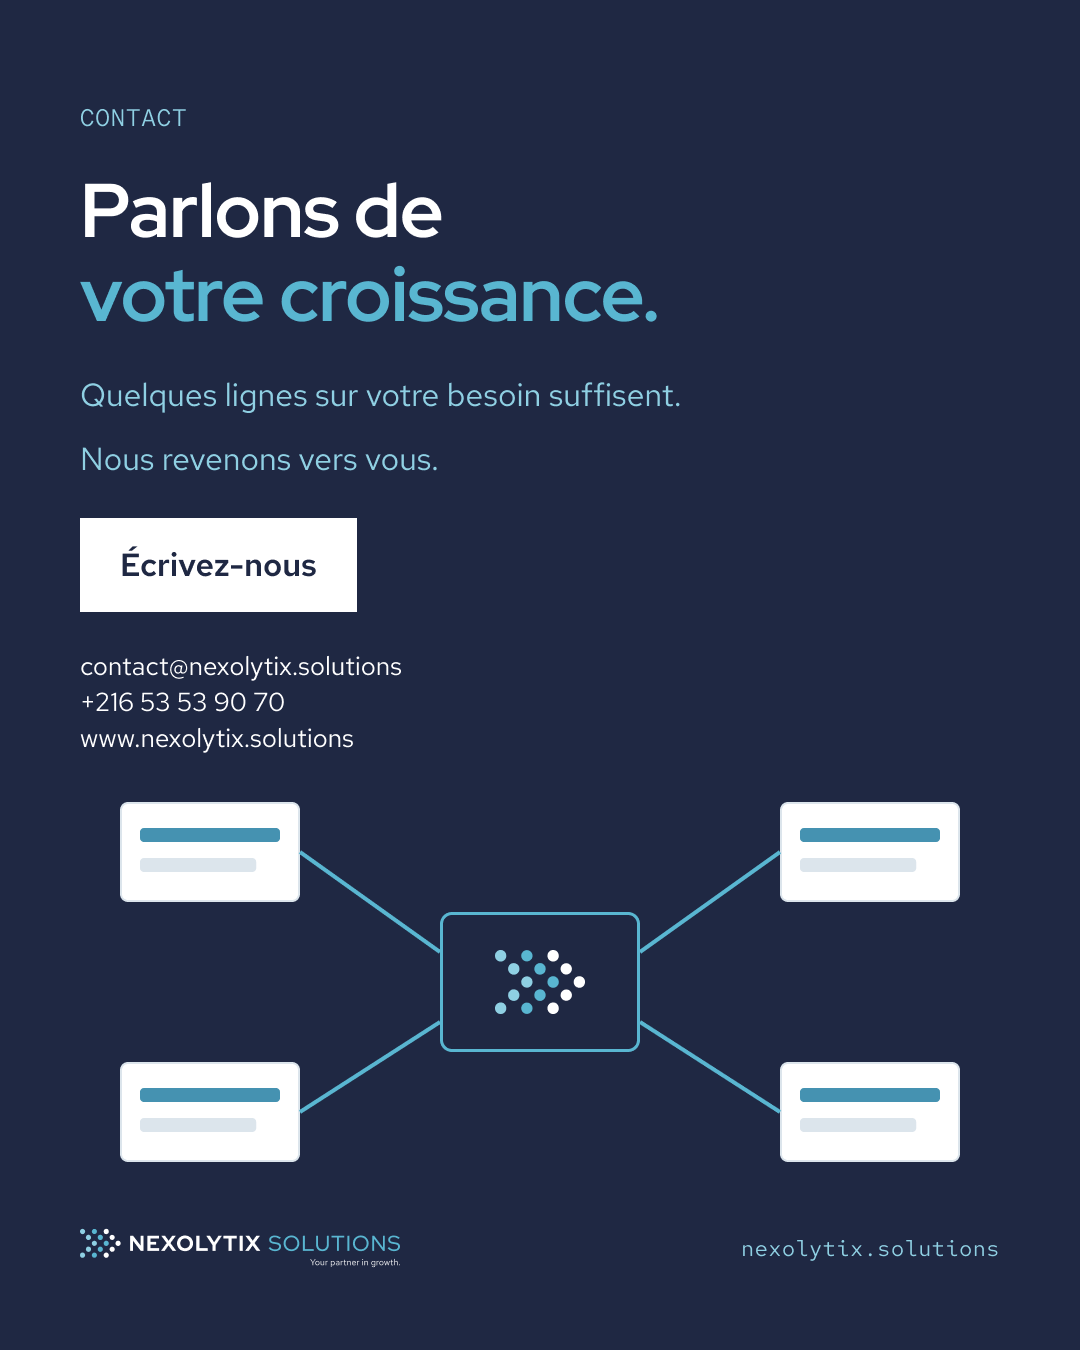 CONTACT
Parlons de
votre croissance.
Quelques lignes sur votre besoin suffisent.
Nous revenons vers vous.
Écrivez-nous
contact@nexolytix.solutions
+216 53 53 90 70
www.nexolytix.solutions
NEXOLYTIX SOLUTIONS
Your partner in growth.
nexolytix.solutions